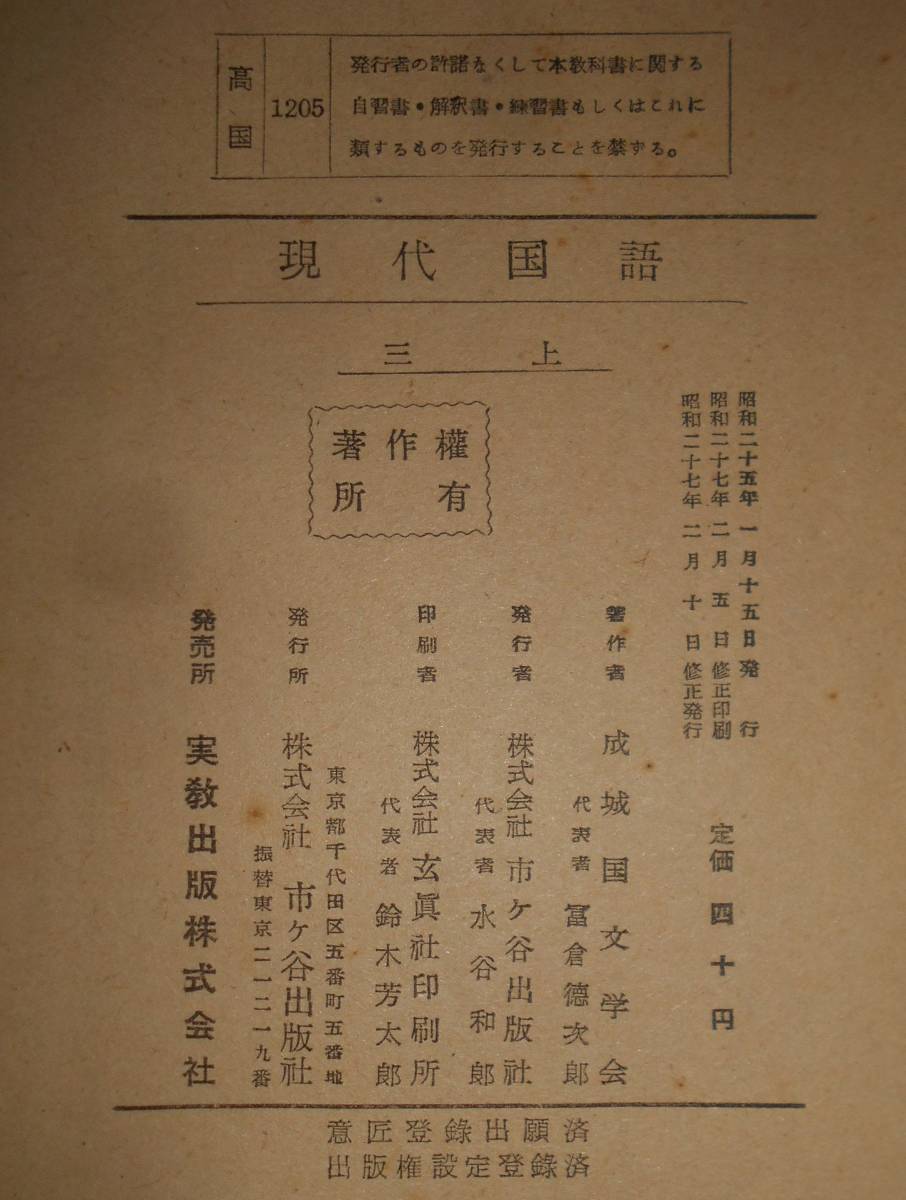 高国
1205
発行者の許諾なくして本教科書に関する
自習書・解釈書・練習書もしくはこれに
類するものを発行することを禁ずる。
現代国語
三上
著作權
所有
昭和二十五年一月十五日発行
昭和二十七年二月五日修正印刷
昭和二十七年二月十日修正発行
定価四十円
著作者 成城国文学会
代表者 冨倉德次郎
発行者 株式会社 市ケ谷出版社
代表者 水谷和郎
印刷者 株式会社 玄眞社印刷所
代表者 鈴木芳太郎
東京都千代田区五番町五番地
発行所 株式会社 市ケ谷出版社
振替東京二一二一九番
発売所 実教出版株式会社
意匠登錄出願済
出版権設定登錄済